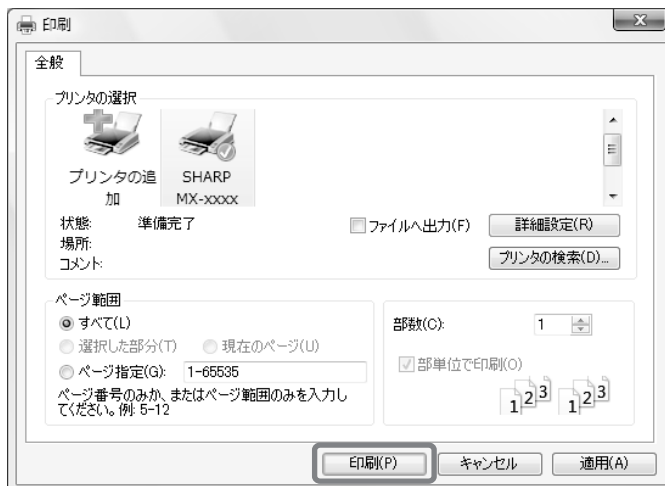 印刷
全般
プリンタの選択
プリンタの追
加
SHARP
MX-xxxx
状態: 準備完了
場所:
コメント:
ファイルへ出力(F)
詳細設定(R)
プリンタの検索(D)...
ページ範囲
すべて(L)
選択した部分(T) 現在のページ(U)
ページ指定(G): 1-65535
ページ番号のみか、またはページ範囲のみを入力し
てください。例: 5-12
部数(C): 1
部単位で印刷(O)
1 2 3 1 2 3
印刷(P) キャンセル 適用(A)